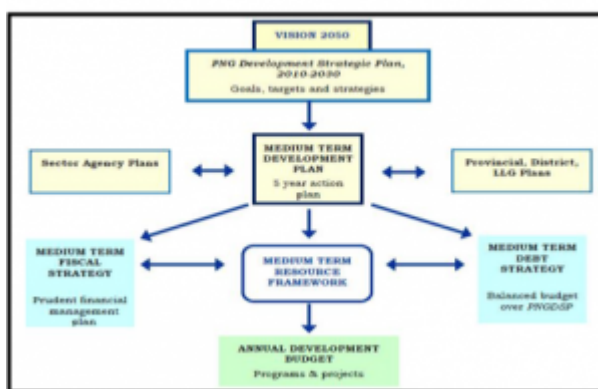 VISION 2050
PNG Development Strategic Plan,
2010-2030
Goals, targets and strategies
MEDIUM TERM
DEVELOPMENT
PLAN
5 year action
plan
Sector Agency Plans
Provincial, District,
LLG Plans
MEDIUM TERM
FISCAL
STRATEGY
Prudent financial
management
plan
MEDIUM TERM
RESOURCE
FRAMEWORK
MEDIUM TERM
DEBT
STRATEGY
Balanced budget
over PNGDSP
ANNUAL DEVELOPMENT
BUDGET
Programs & projects